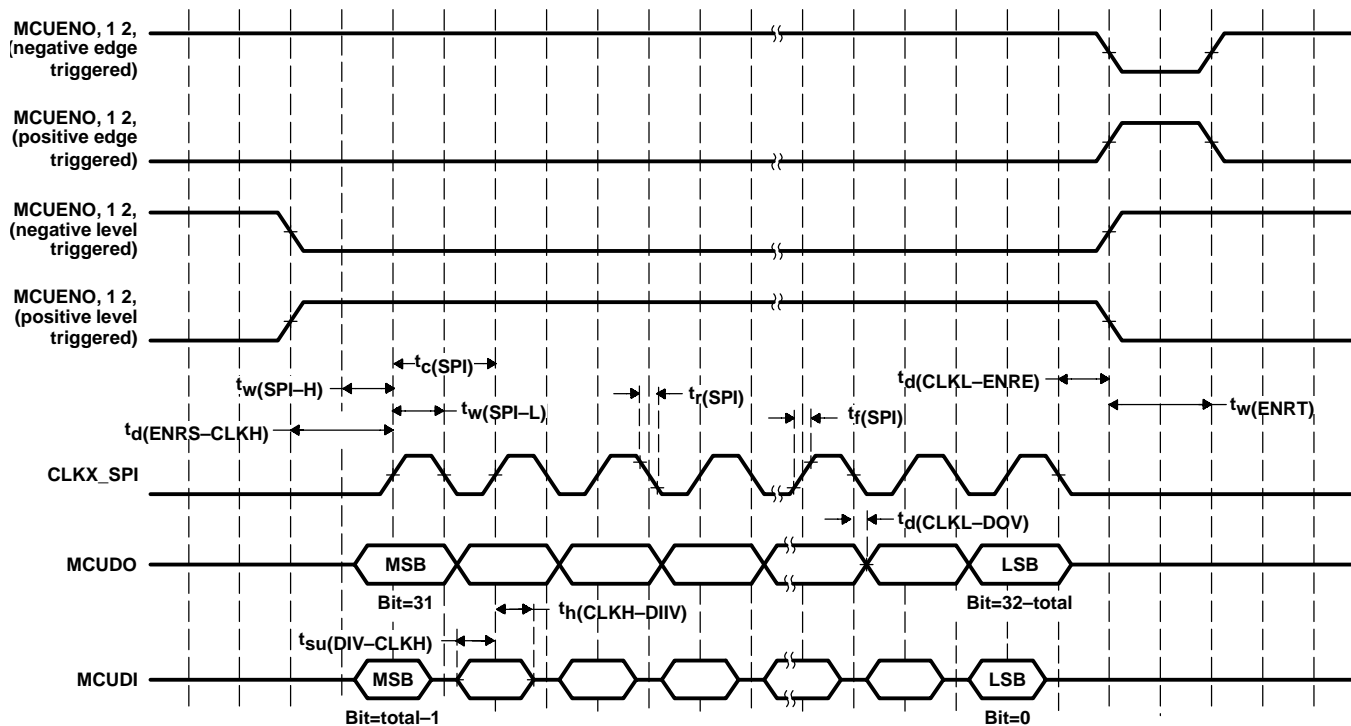 MCUENO, 1 2,
(negative edge
triggered)
MCUENO, 1 2,
(positive edge
triggered)
MCUENO, 1 2,
(negative level
triggered)
MCUENO, 1 2,
(positive level
triggered)
tc(SPI)
tw(SPI–H)
tr(SPI)
td(CLKL–ENRE)
tw(SPI–L)
tf(SPI)
tw(ENRT)
td(ENRS–CLKH)
CLKX_SPI
td(CLKL–DOV)
MCUDO
MSB
LSB
Bit=31
Bit=32–total
th(CLKH–DIIV)
tsu(DIV–CLKH)
MCUDI
MSB
LSB
Bit=total–1
Bit=0